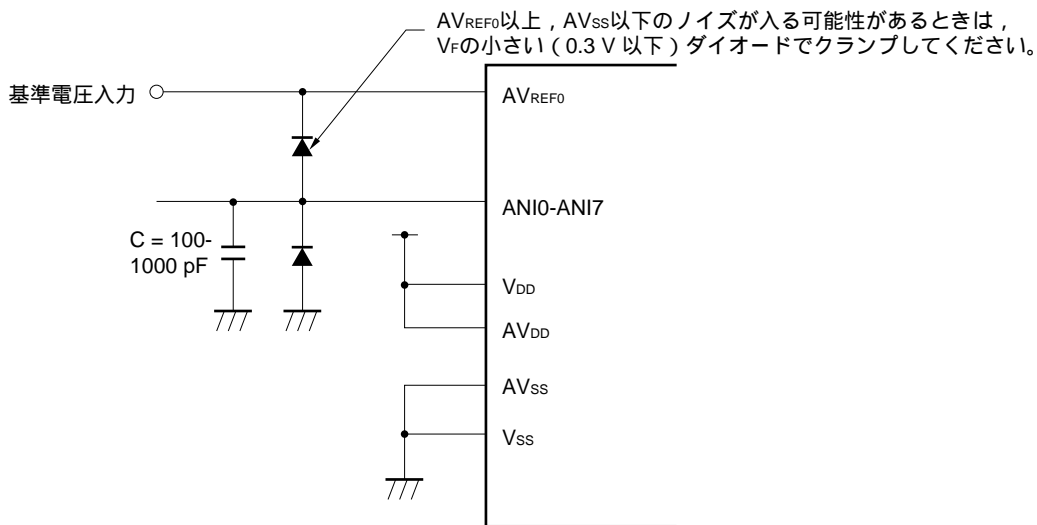 AVREF0以上，AVSS以下のノイズが入る可能性があるときは，
VFの小さい（0.3 V 以下）ダイオードでクランプしてください。
基準電圧入力
AVREF0
ANI0-ANI7
C = 100-
1000 pF
VDD
AVDD
AVSS
VSS